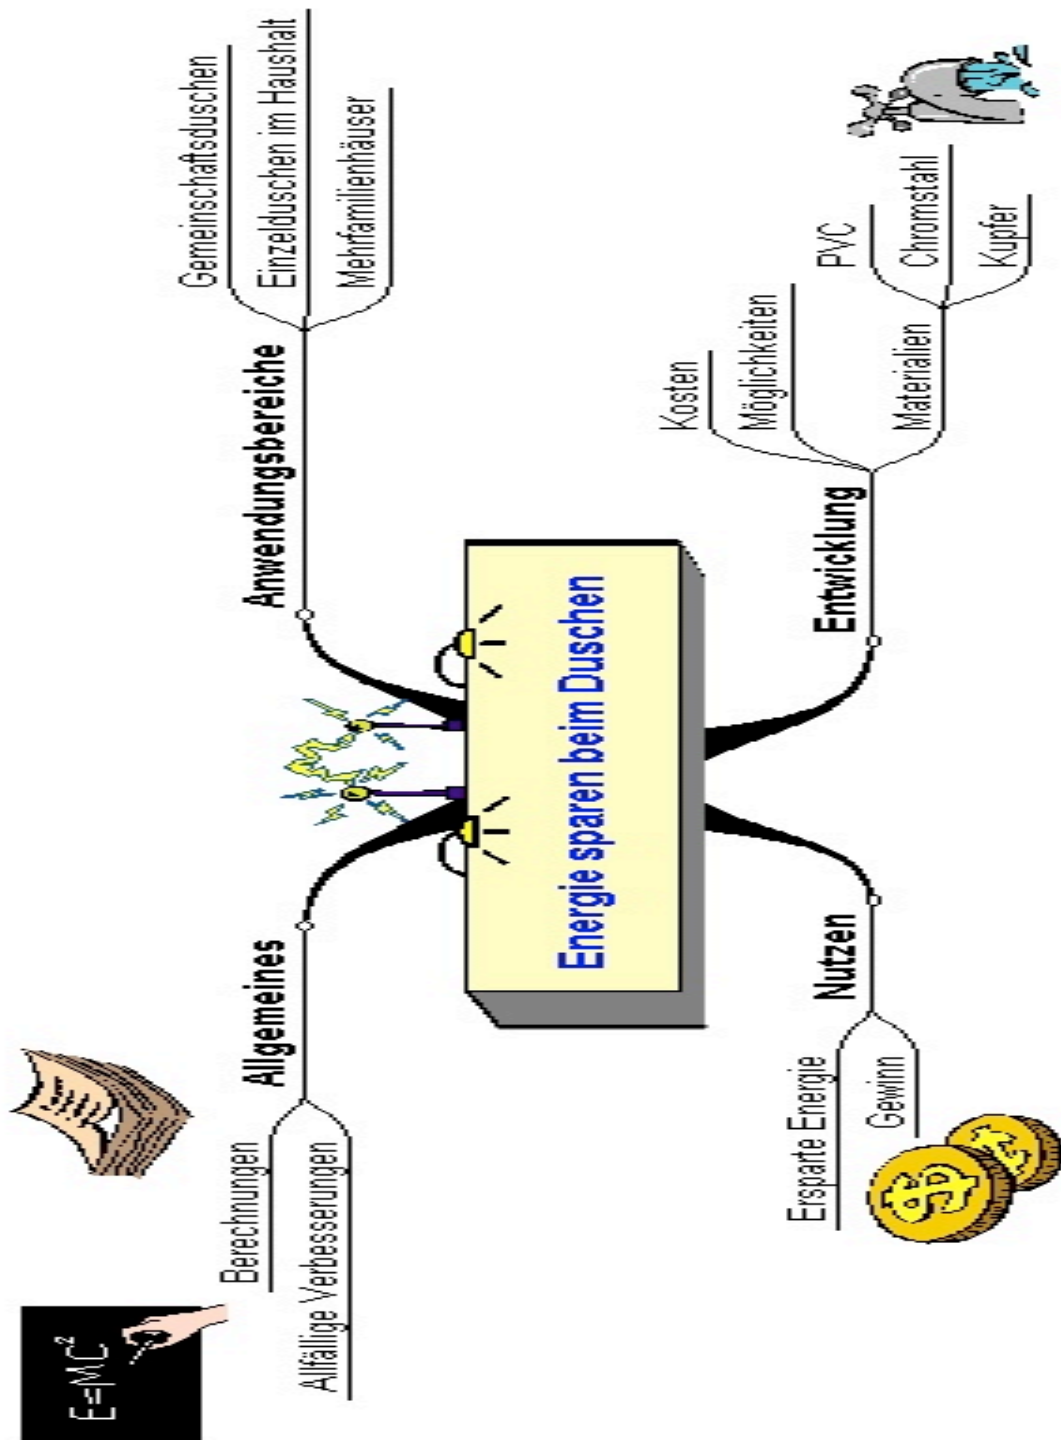 E=MC²
Allgemeines
Berechnungen
Allfällige Verbesserungen
Anwendungsbereiche
Gemeinschaftsduschen
Einzelduschen im Haushalt
Mehrfamilienhäuser
Energie sparen beim Duschen
Nutzen
Ersparte Energie
Gewinn
$
Entwicklung
Kosten
Möglichkeiten
Materialien
PVC
Chromstahl
Kupfer